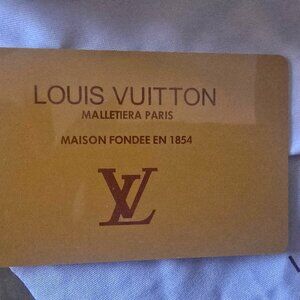 LOUIS VUITTON
MALLETIERA PARIS
MAISON FONDEE EN 1854
LV